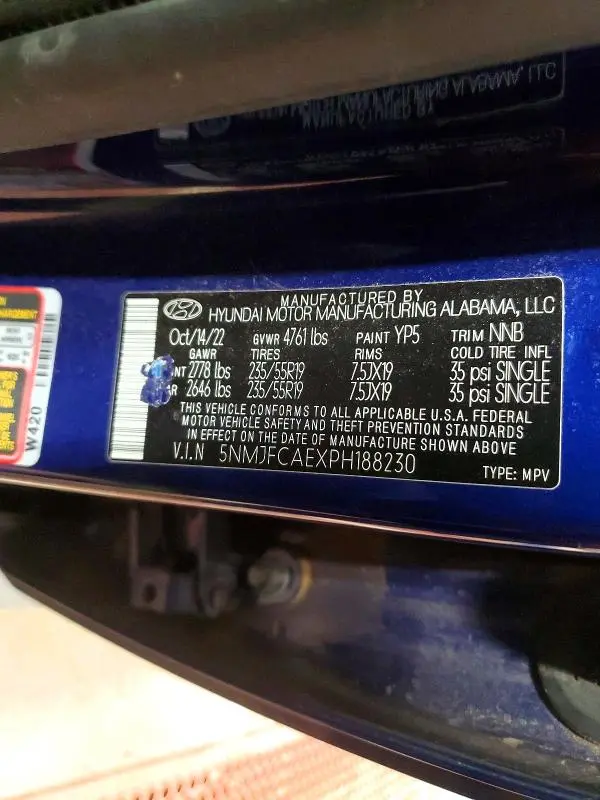 MANUFACTURED BY
HYUNDAI MOTOR MANUFACTURING ALABAMA, LLC
Oct/14/22 GVWR 4761 lbs PAINT YP5 TRIM NNB
GAWR TIRES RIMS COLD TIRE INFL
NT 2778 lbs 235/55R19 7.5JX19 35 psi SINGLE
AR 2646 lbs 235/55R19 7.5JX19 35 psi SINGLE
THIS VEHICLE CONFORMS TO ALL APPLICABLE U.S.A. FEDERAL
MOTOR VEHICLE SAFETY AND THEFT PREVENTION STANDARDS
IN EFFECT ON THE DATE OF MANUFACTURE SHOWN ABOVE
V.I.N 5NMJFCAEXPH188230
TYPE: MPV
W420